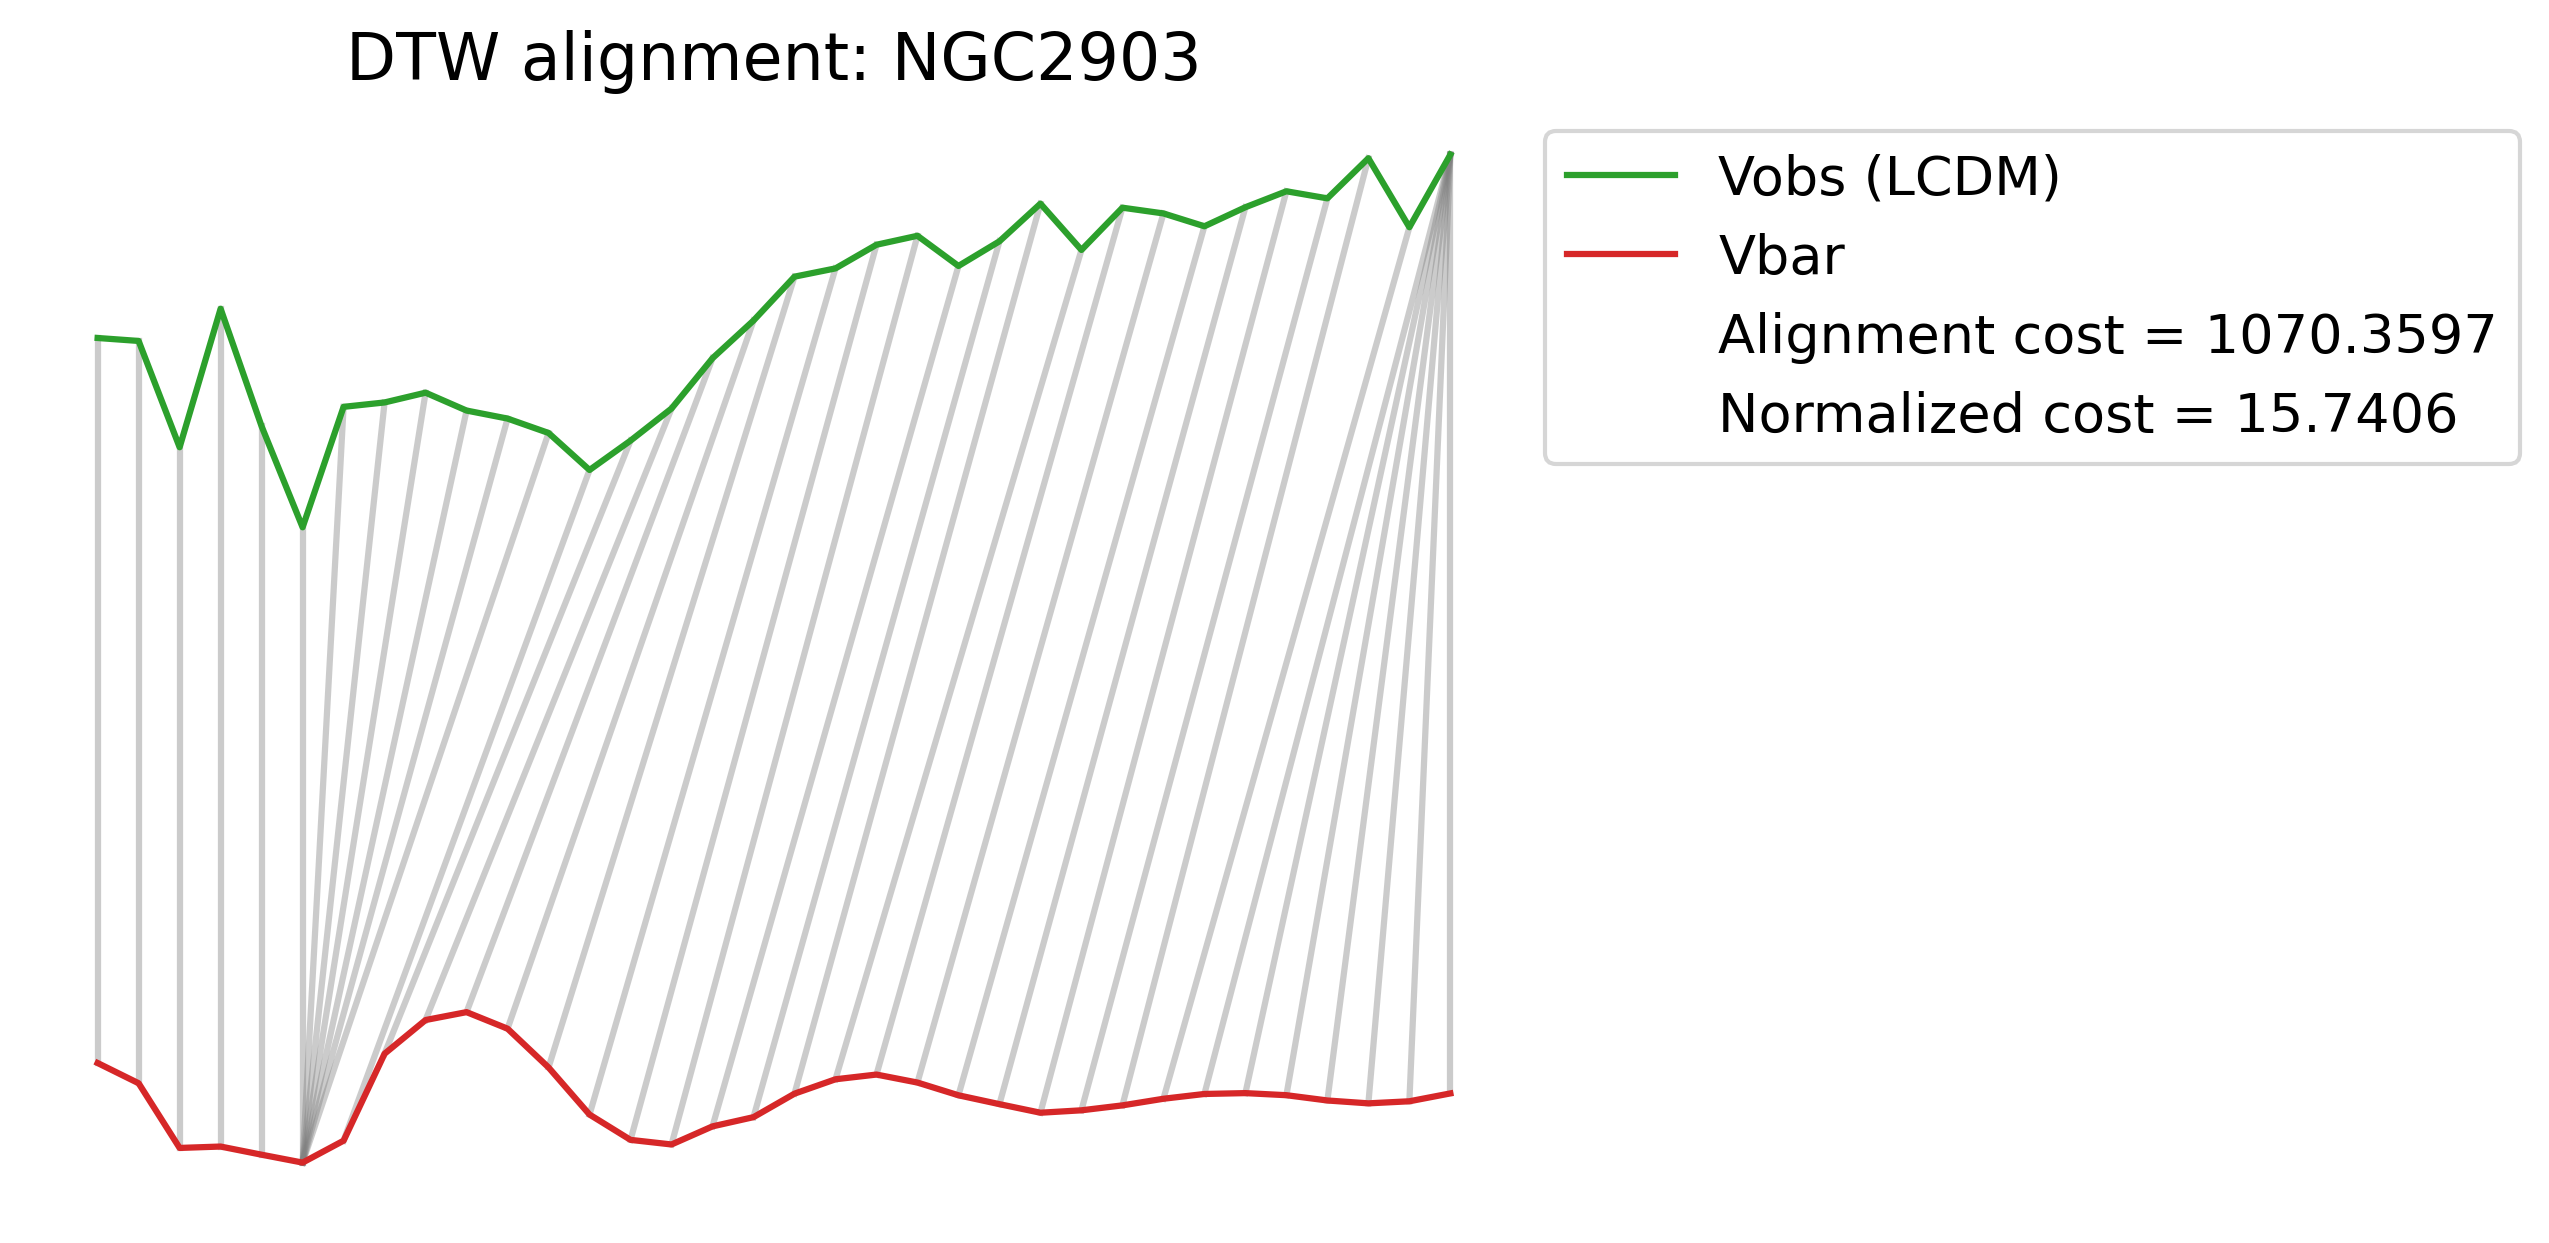 DTW alignment: NGC2903
Vobs (LCDM)
Vbar
Alignment cost = 1070.3597
Normalized cost = 15.7406